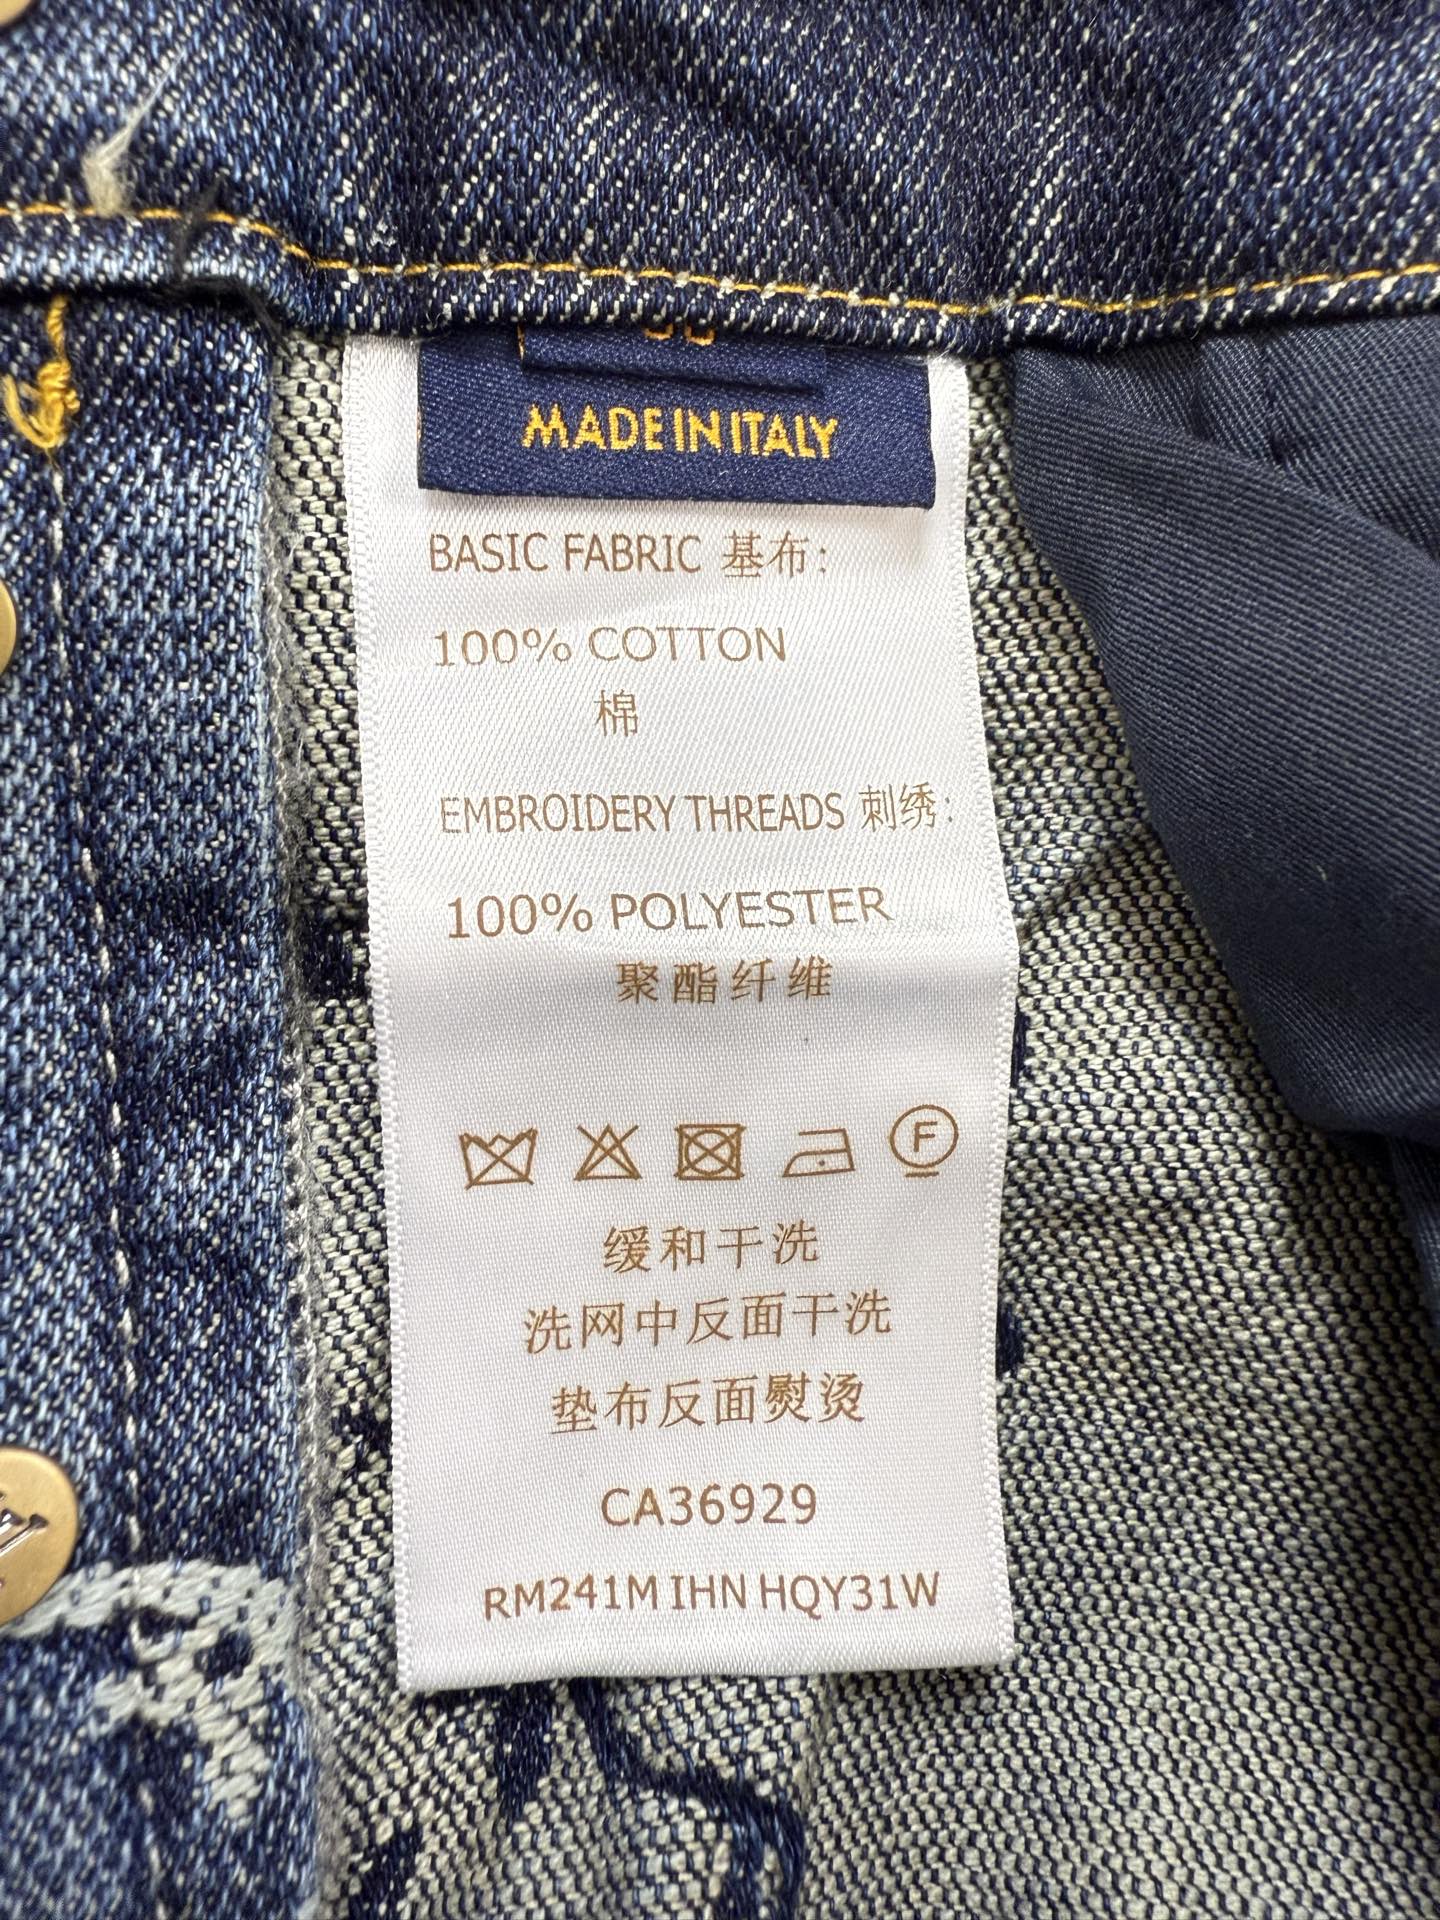 MADE IN ITALY
BASIC FABRIC 基布:
100% COTTON
棉
EMBROIDERY THREADS 刺绣:
100% POLYESTER
聚酯纤维
F
缓和干洗
洗网中反面干洗
垫布反面熨烫
CA36929
RM241M IHN HQY31W